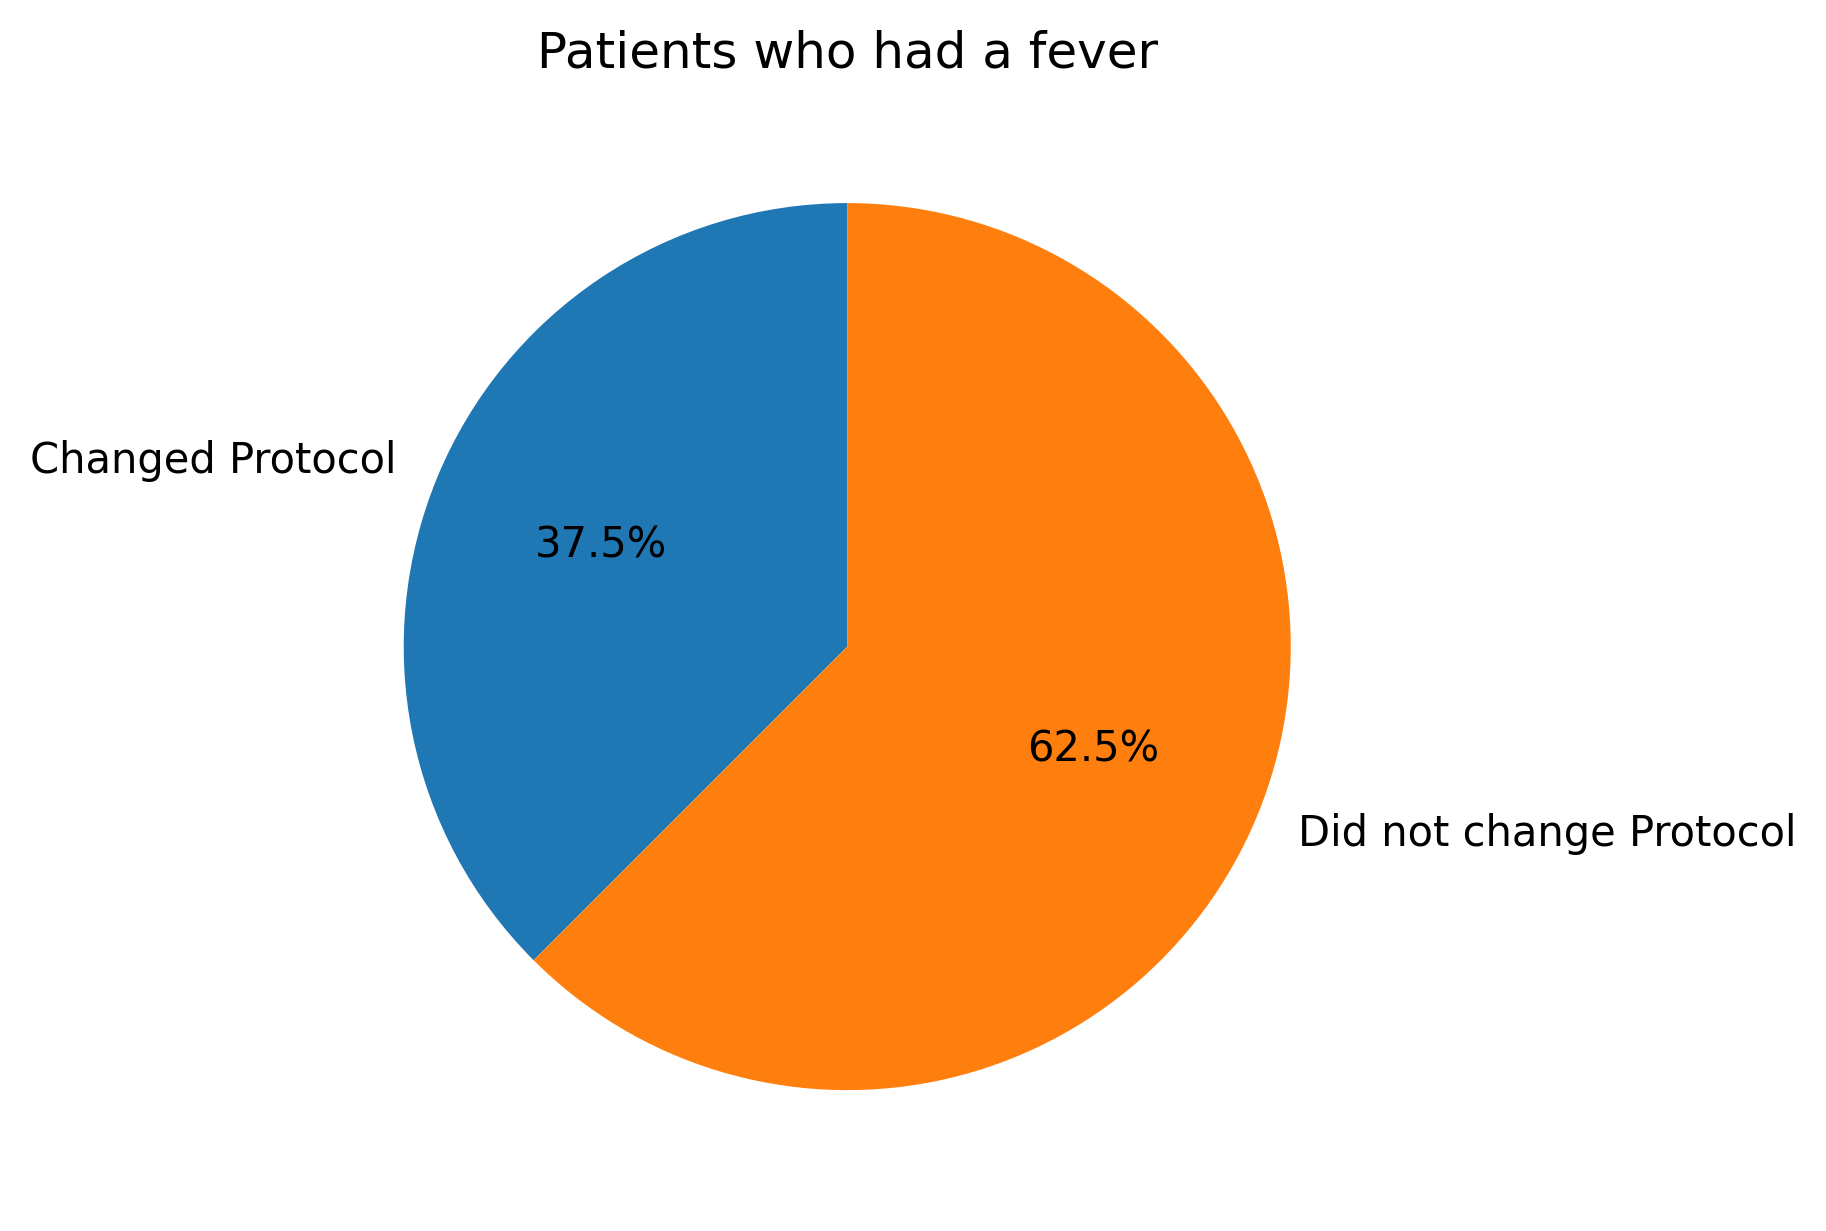 Patients who had a fever
Changed Protocol
37.5%
62.5%
Did not change Protocol